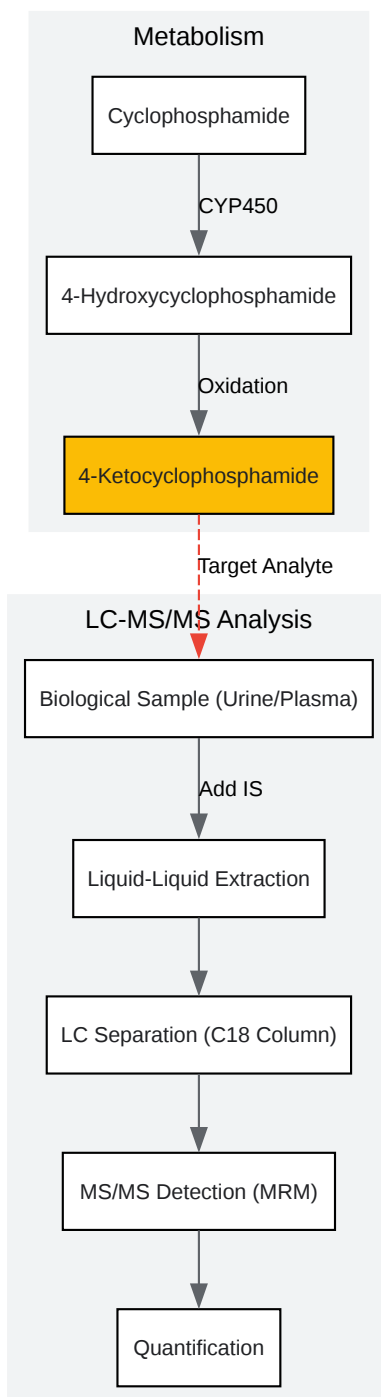 Metabolism
Cyclophosphamide
CYP450
4-Hydroxycyclophosphamide
Oxidation
4-Ketocyclophosphamide
Target Analyte
LC-MS/MS Analysis
Biological Sample (Urine/Plasma)
Add IS
Liquid-Liquid Extraction
LC Separation (C18 Column)
MS/MS Detection (MRM)
Quantification